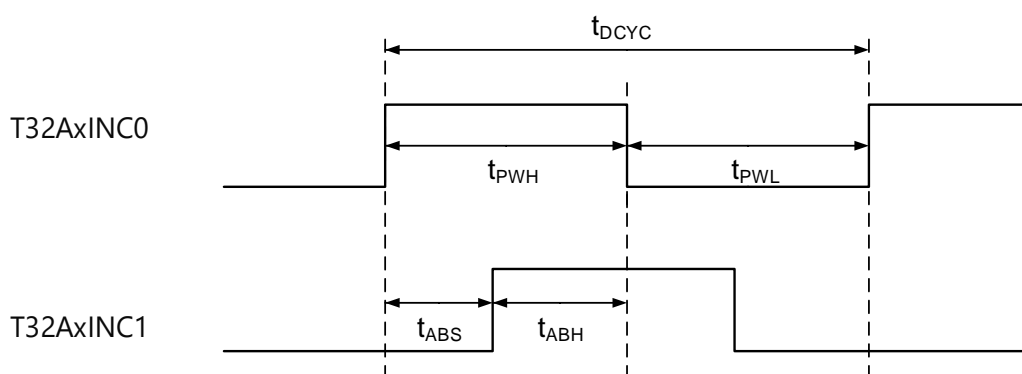 tDCYC
T32AxINC0
tPWH
tPWL
T32AxINC1
tABS
tABH